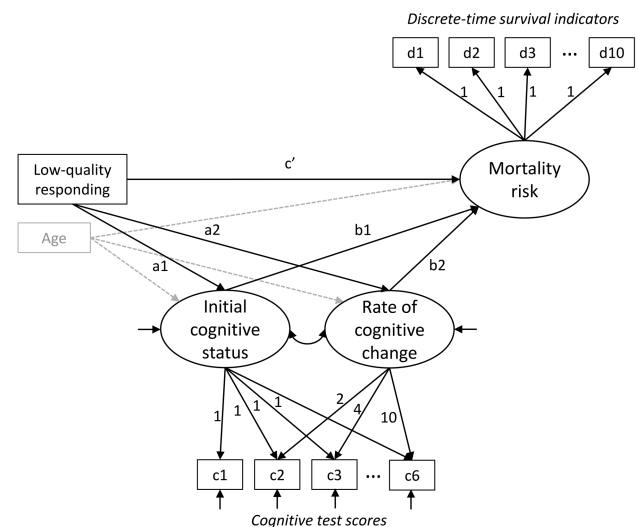 Discrete-time survival indicators
d1 d2 d3 ... d10
1 1 1 1
Low-quality
responding
c'
Mortality
risk
Age
a2
b1
a1
b2
Initial
cognitive
status
Rate of
cognitive
change
1 1 1 1
2 4 10
c1 c2 c3 ... c6
Cognitive test scores